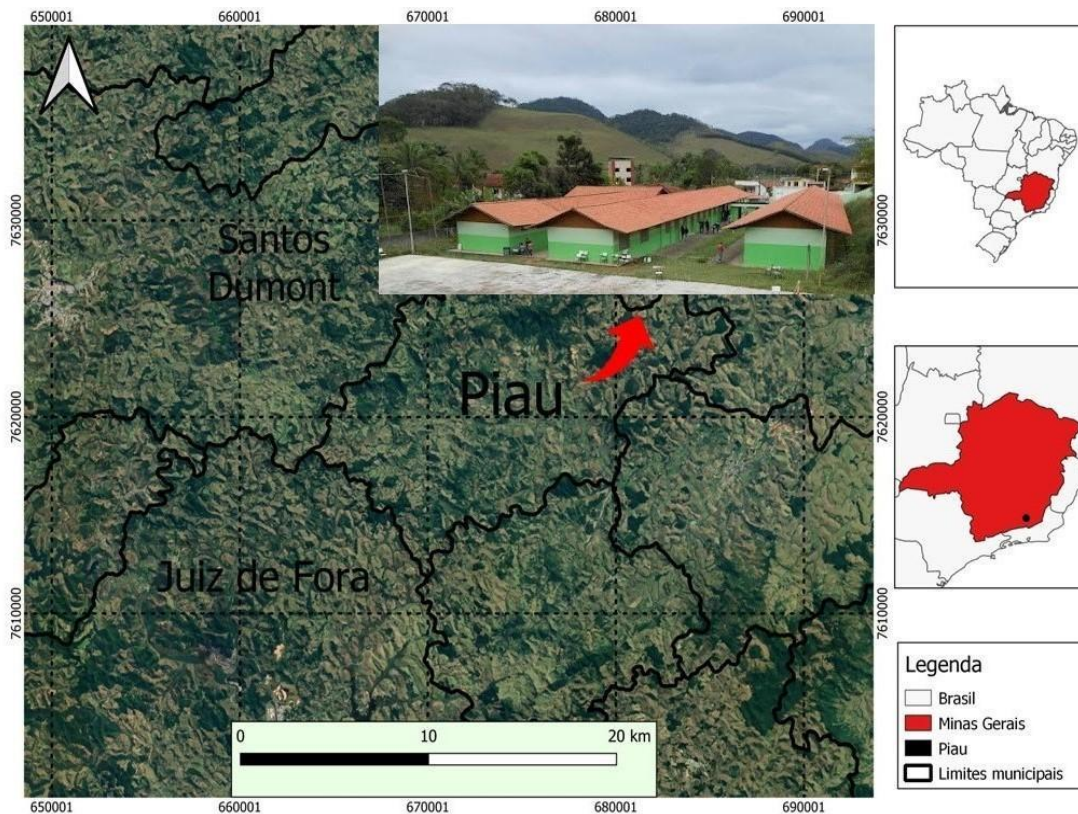 650001
660001
670001
680001
690001
7630000
7620000
7610000
Santos
Dumont
Piau
Juiz de Fora
0
10
20 km
7630000
7620000
7610000
650001
660001
670001
680001
690001
Legenda
Brasil
Minas Gerais
Piau
Limites municipais